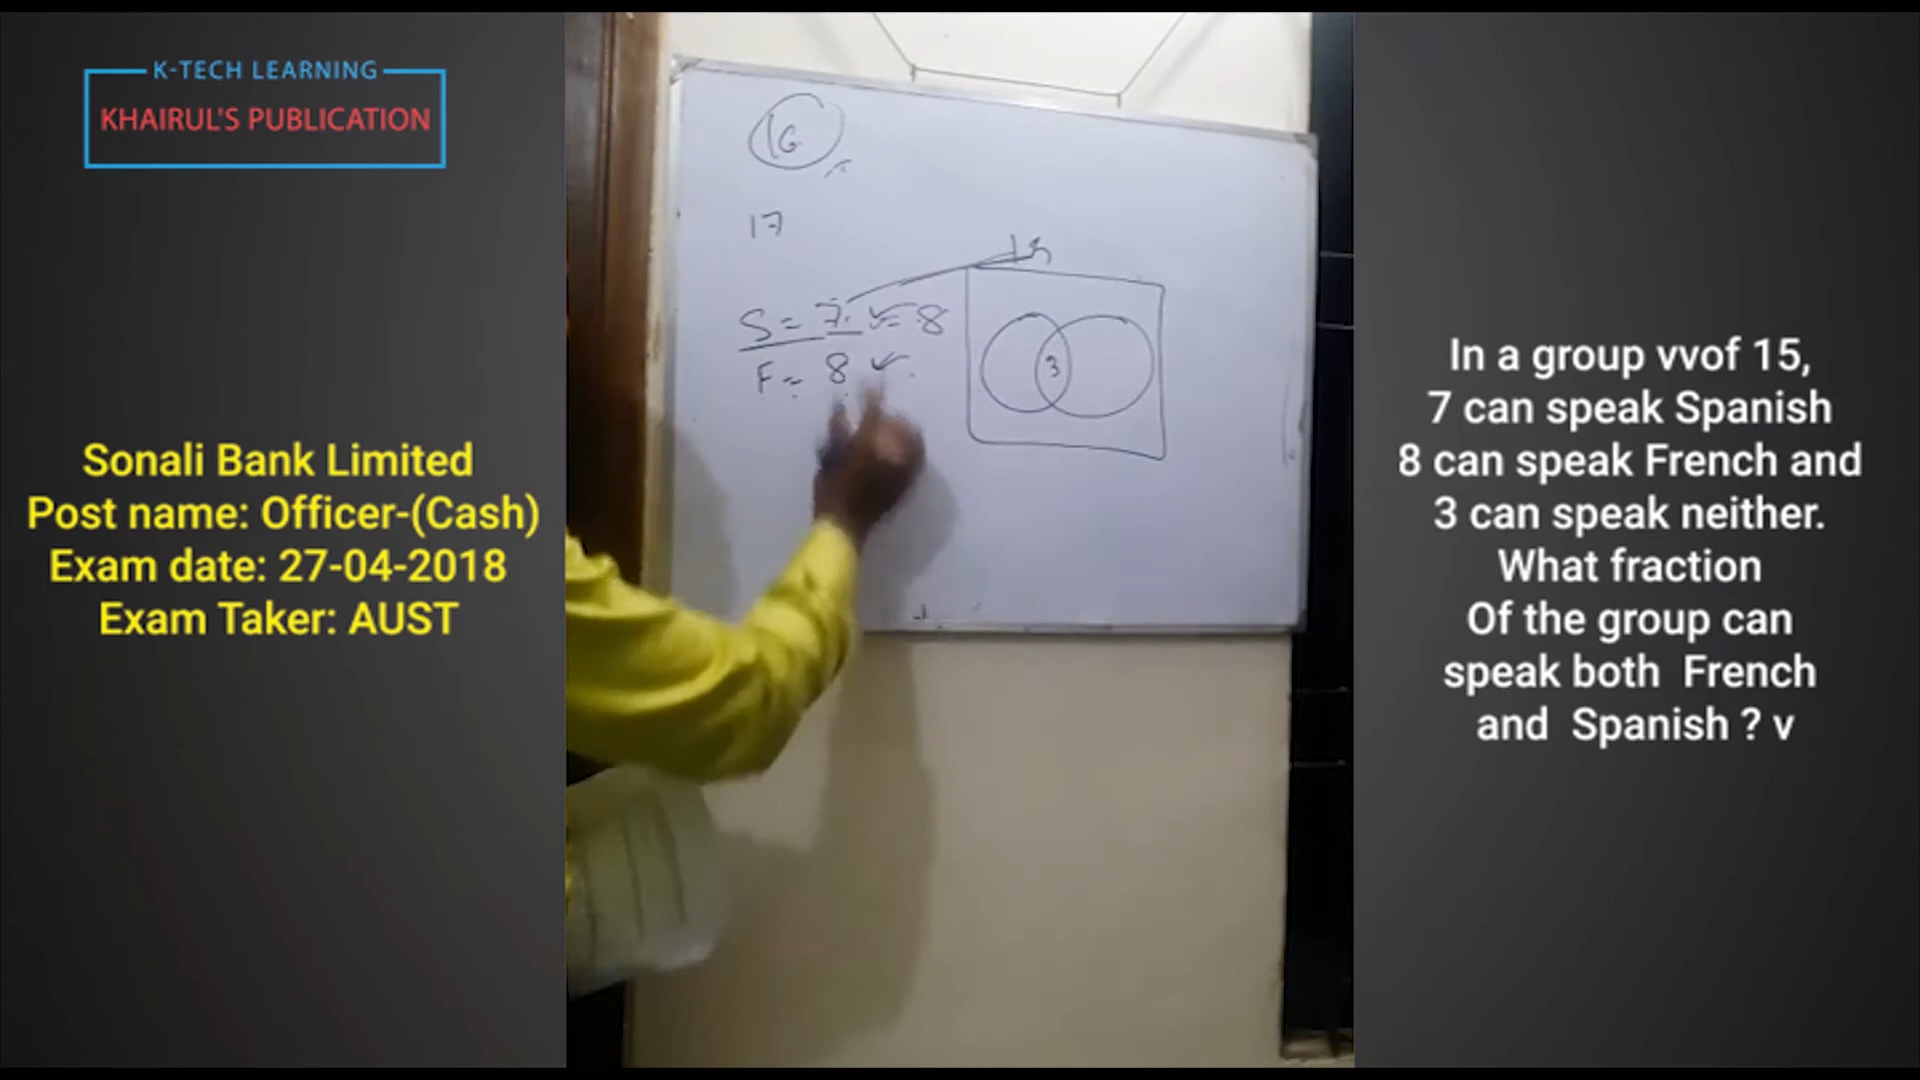 K-TECH LEARNING
KHAIRUL'S PUBLICATION
Sonali Bank Limited
Post name: Officer-(Cash)
Exam date: 27-04-2018
Exam Taker: AUST
16
17
15
S = 7. = 8
F = 8
3
In a group vvof 15,
7 can speak Spanish
8 can speak French and
3 can speak neither.
What fraction
Of the group can
speak both French
and Spanish ? v